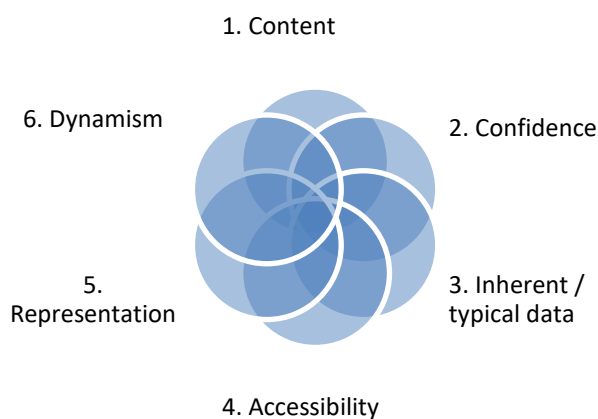 1. Content
2. Confidence
3. Inherent /
typical data
4. Accessibility
5.
Representation
6. Dynamism